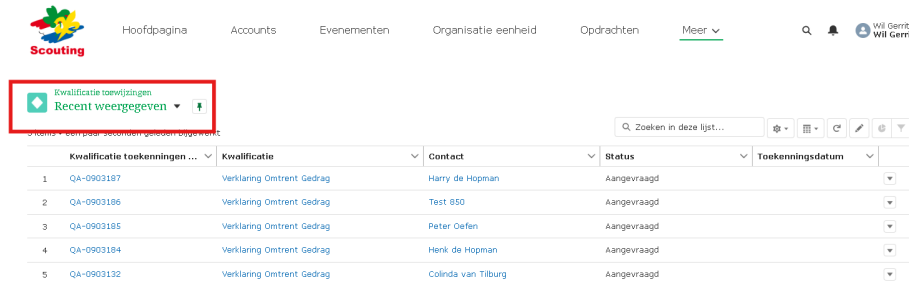 Scouting
Hoofdpagina Accounts Evenementen Organisatie eenheid Opdrachten Meer
Wil Gerrit
Wil Gerri
Kwalificatie toewijzingen
Recent weergegeven
5 items • een paar seconden geleden bijgewerkt
Zoeken in deze lijst...
Kwalificatie toekenningen ... Kwalificatie Contact Status Toekenningsdatum
1 QA-0903187 Verklaring Omtrent Gedrag Harry de Hopman Aangevraagd
2 QA-0903186 Verklaring Omtrent Gedrag Test 850 Aangevraagd
3 QA-0903185 Verklaring Omtrent Gedrag Peter Oefen Aangevraagd
4 QA-0903184 Verklaring Omtrent Gedrag Henk de Hopman Aangevraagd
5 QA-0903132 Verklaring Omtrent Gedrag Colinda van Tilburg Aangevraagd